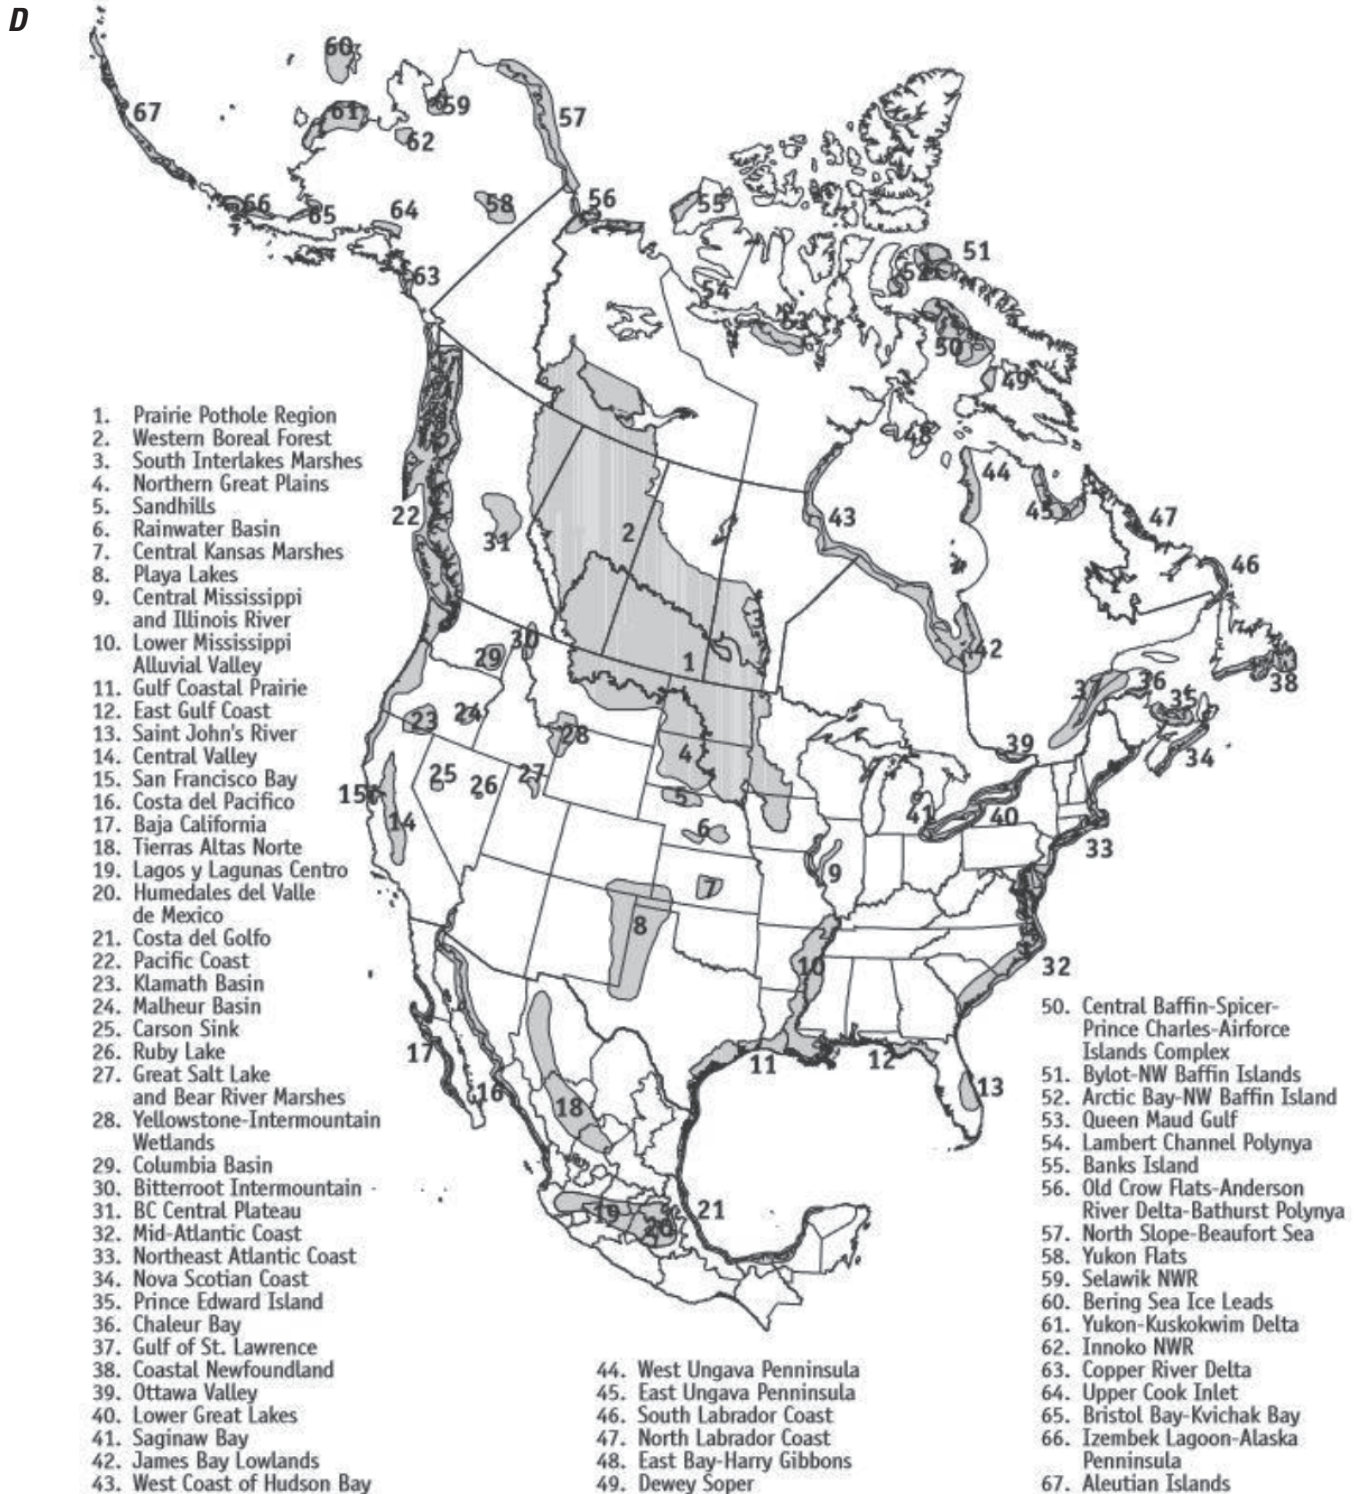 D
60
59
67
61
57
62
58
56
55
66
65
64
51
52
63
54
53
50
49
48
44
43
45
47
22
31
2
46
3
30
29
1
42
37
36
35
38
23
24
28
4
39
34
25
26
27
15
5
41
40
14
6
33
9
7
8
10
32
17
11
12
13
16
18
21
19
20
1. Prairie Pothole Region
2. Western Boreal Forest
3. South Interlakes Marshes
4. Northern Great Plains
5. Sandhills
6. Rainwater Basin
7. Central Kansas Marshes
8. Playa Lakes
9. Central Mississippi
and Illinois River
10. Lower Mississippi
Alluvial Valley
11. Gulf Coastal Prairie
12. East Gulf Coast
13. Saint John's River
14. Central Valley
15. San Francisco Bay
16. Costa del Pacifico
17. Baja California
18. Tierras Altas Norte
19. Lagos y Lagunas Centro
20. Humedales del Valle
de Mexico
21. Costa del Golfo
22. Pacific Coast
23. Klamath Basin
24. Malheur Basin
25. Carson Sink
26. Ruby Lake
27. Great Salt Lake
and Bear River Marshes
28. Yellowstone-Intermountain
Wetlands
29. Columbia Basin
30. Bitterroot Intermountain
31. BC Central Plateau
32. Mid-Atlantic Coast
33. Northeast Atlantic Coast
34. Nova Scotian Coast
35. Prince Edward Island
36. Chaleur Bay
37. Gulf of St. Lawrence
38. Coastal Newfoundland
39. Ottawa Valley
40. Lower Great Lakes
41. Saginaw Bay
42. James Bay Lowlands
43. West Coast of Hudson Bay
44. West Ungava Penninsula
45. East Ungava Penninsula
46. South Labrador Coast
47. North Labrador Coast
48. East Bay-Harry Gibbons
49. Dewey Soper
50. Central Baffin-Spicer-
Prince Charles-Airforce
Islands Complex
51. Bylot-NW Baffin Islands
52. Arctic Bay-NW Baffin Island
53. Queen Maud Gulf
54. Lambert Channel Polynya
55. Banks Island
56. Old Crow Flats-Anderson
River Delta-Bathurst Polynya
57. North Slope-Beaufort Sea
58. Yukon Flats
59. Selawik NWR
60. Bering Sea Ice Leads
61. Yukon-Kuskokwim Delta
62. Innoko NWR
63. Copper River Delta
64. Upper Cook Inlet
65. Bristol Bay-Kvichak Bay
66. Izembek Lagoon-Alaska
Penninsula
67. Aleutian Islands